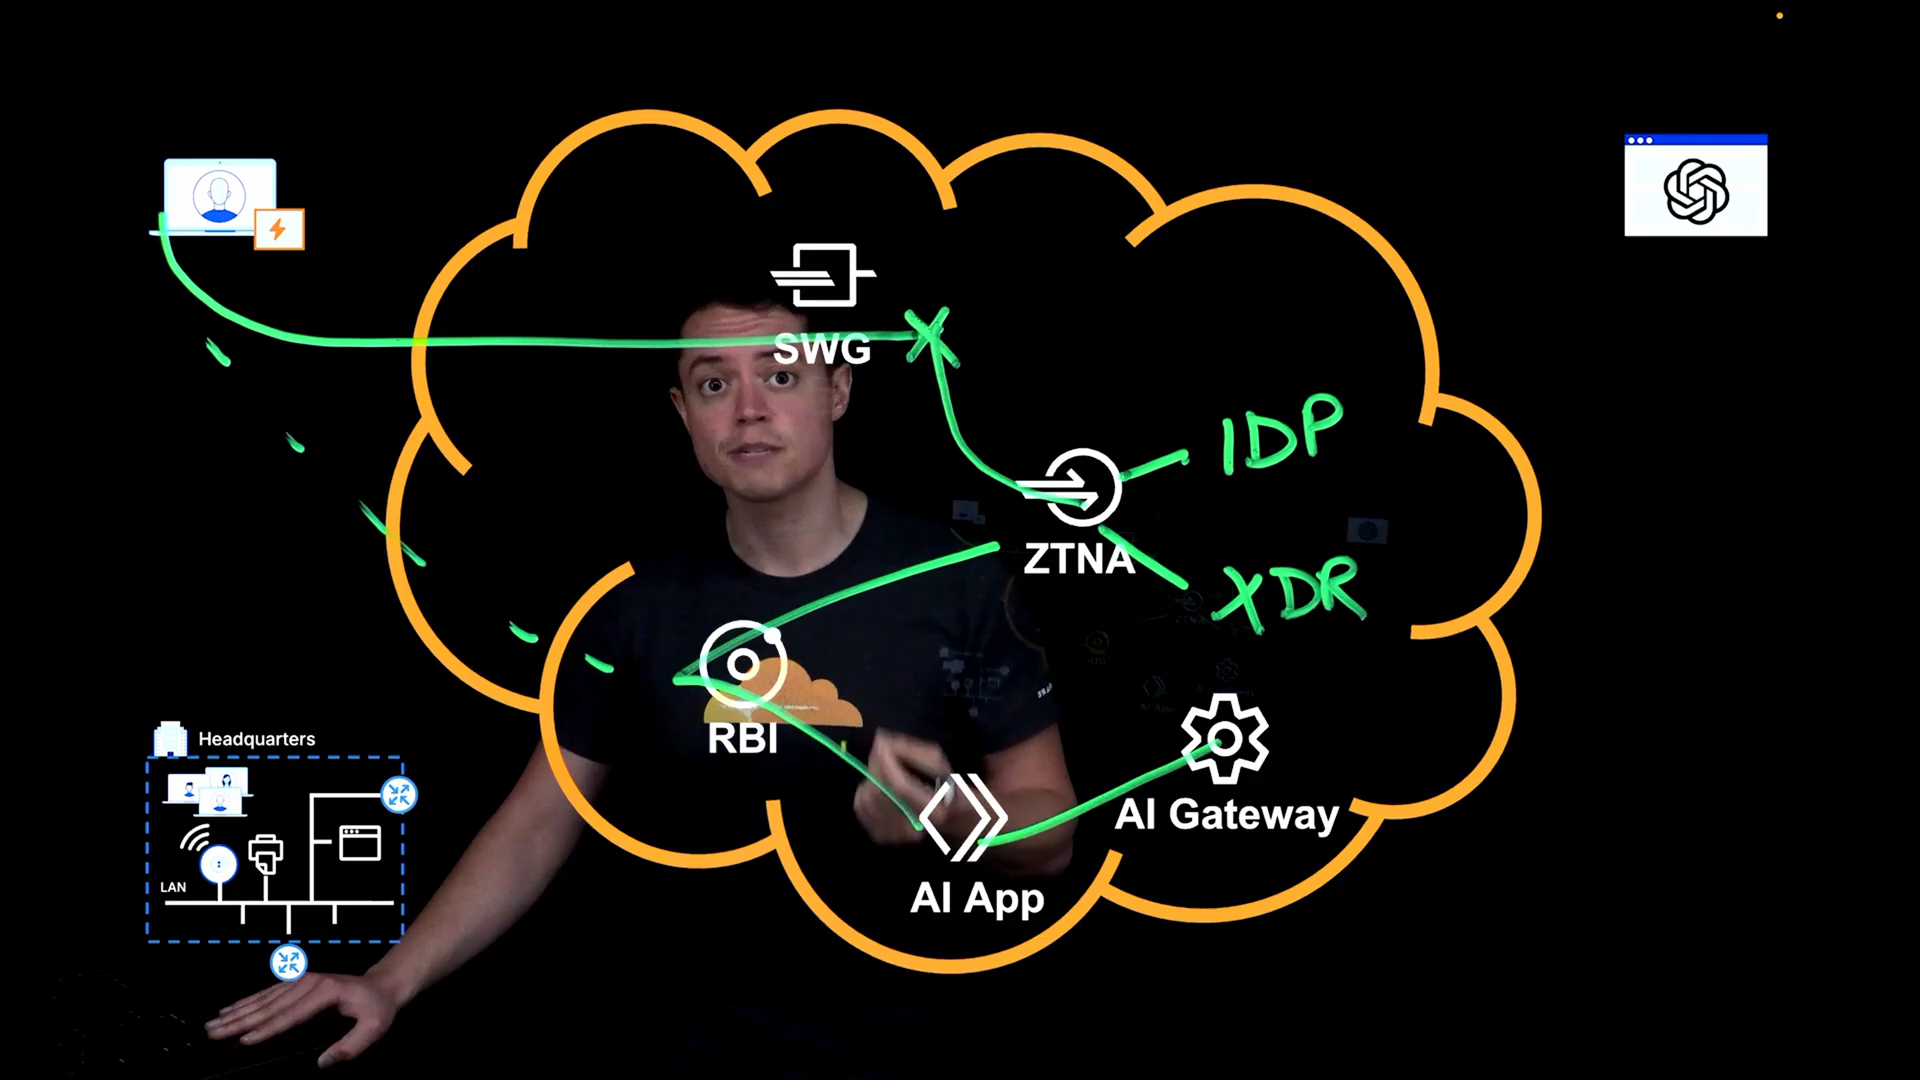 SWG
IDP
ZTNA
XDR
RBI
Headquarters
AI Gateway
LAN
AI App